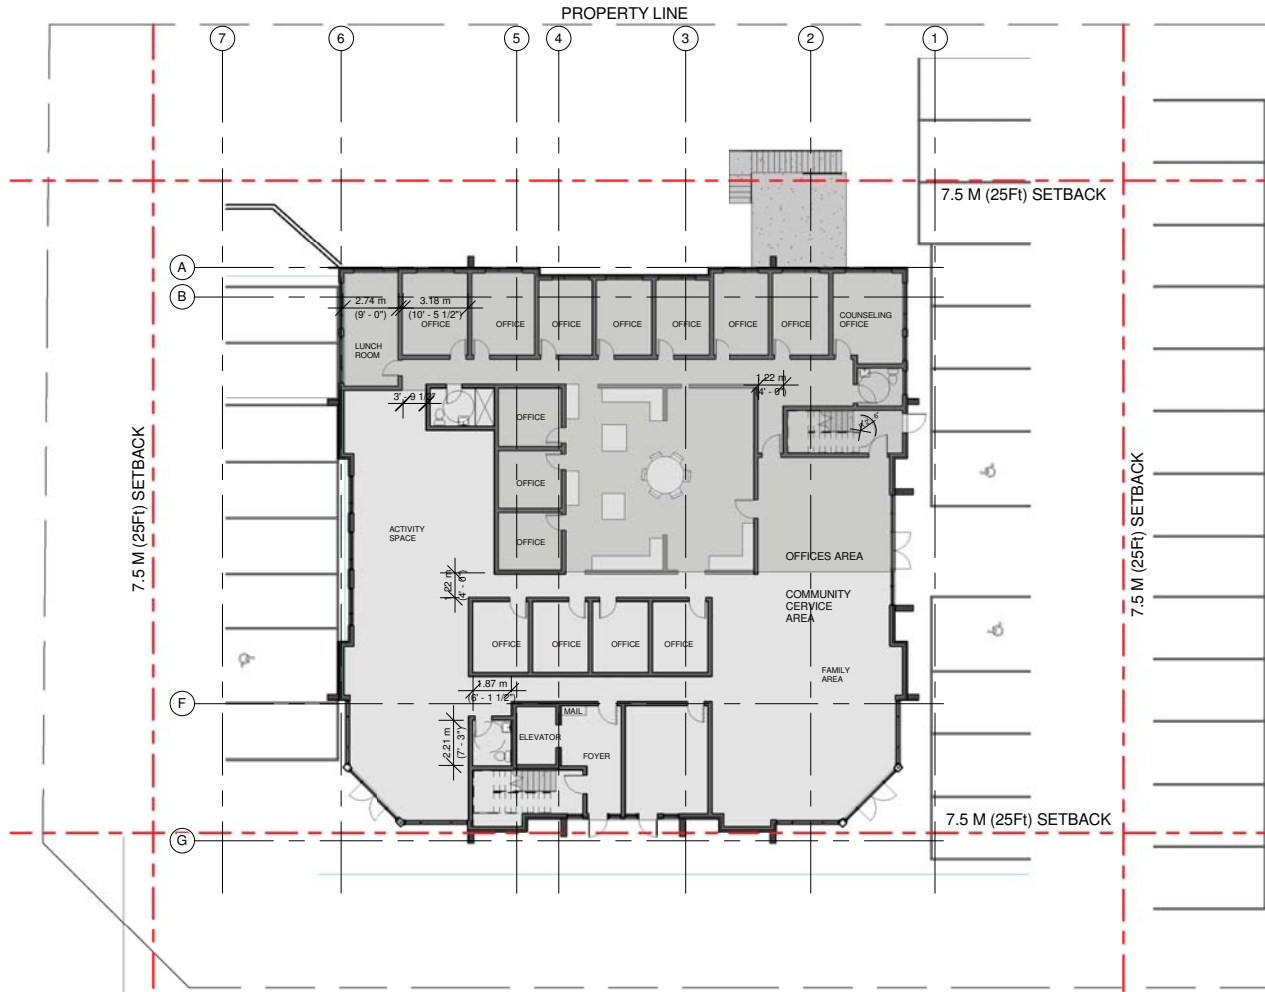 PROPERTY LINE
7
6
5
4
3
2
1
7.5 M (25Ft) SETBACK
A
B
2.74 m
(9' - 0")
3.18 m
(10' - 5 1/2")
OFFICE
OFFICE
OFFICE
OFFICE
OFFICE
OFFICE
OFFICE
COUNSELING
OFFICE
LUNCH
ROOM
3' - 9 1/2"
1.22 m
(4' - 0")
OFFICE
OFFICE
OFFICE
ACTIVITY
SPACE
7.5 M (25Ft) SETBACK
7.5 M (25Ft) SETBACK
OFFICES AREA
1.22 m
(4' - 0")
COMMUNITY
CERVICE
AREA
OFFICE
OFFICE
OFFICE
OFFICE
FAMILY
AREA
1.87 m
(6' - 1 1/2")
F
MAIL
ELEVATOR
2.21 m
(7' - 3")
FOYER
7.5 M (25Ft) SETBACK
G